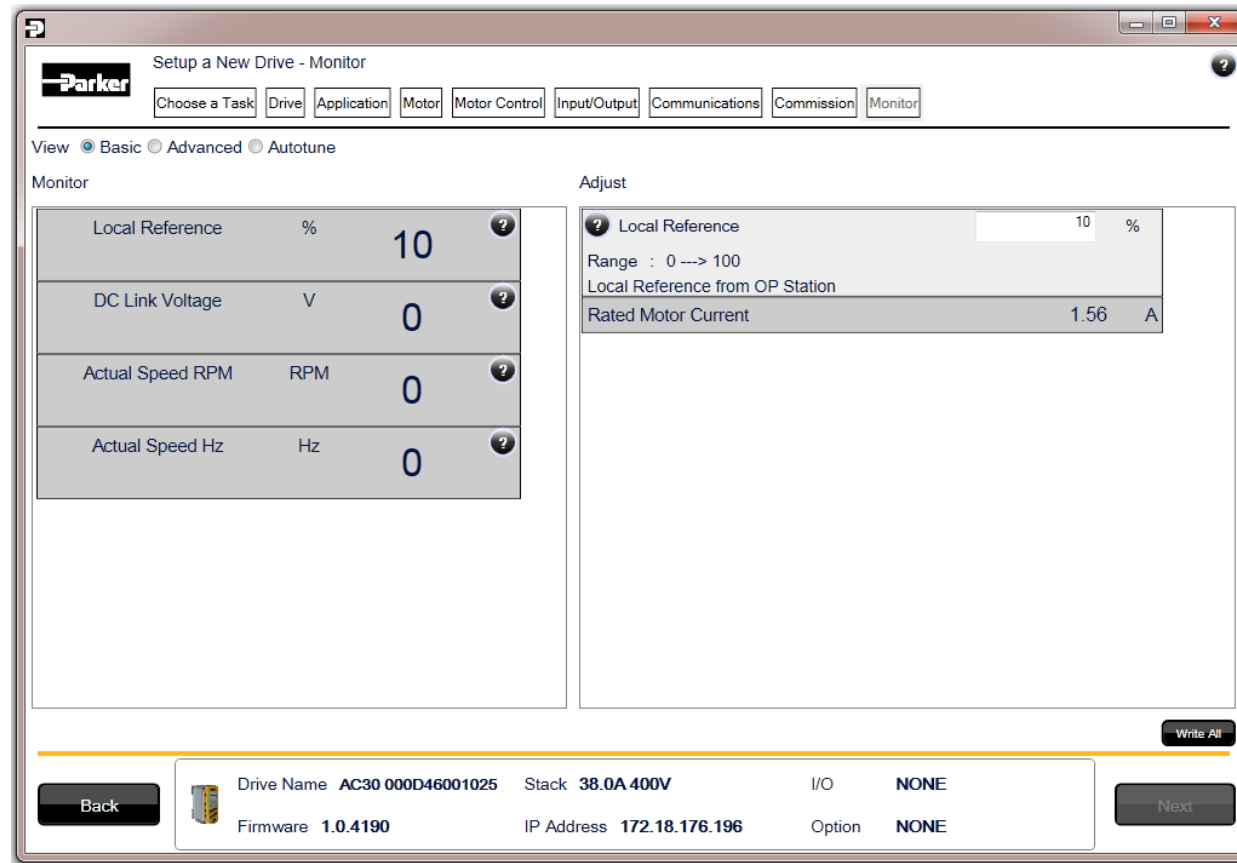 Setup a New Drive - Monitor
?
Parker
Choose a Task Drive Application Motor Motor Control Input/Output Communications Commission Monitor
View Basic Advanced Autotune
Monitor
Adjust
Local Reference % 10 ?
DC Link Voltage V 0 ?
Actual Speed RPM RPM 0 ?
Actual Speed Hz Hz 0 ?
? Local Reference 10 %
Range : 0 ---> 100
Local Reference from OP Station
Rated Motor Current 1.56 A
Write All
Back
Drive Name AC30 000D46001025 Stack 38.0A 400V I/O NONE
Firmware 1.0.4190 IP Address 172.18.176.196 Option NONE
Next